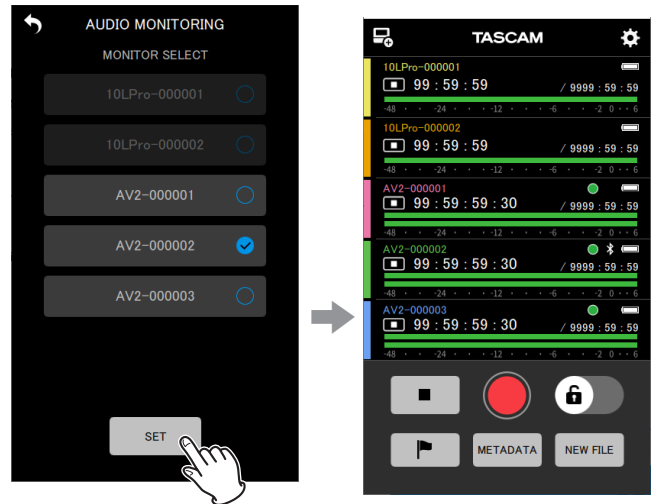 AUDIO MONITORING
MONITOR SELECT
10LPro-000001
10LPro-000002
AV2-000001
AV2-000002
AV2-000003
SET
TASCAM
10LPro-000001
99 : 59 : 59 / 9999 : 59 : 59
-48 · · -24 · · · -12 · · · -6 · · -2 0 · · 6
10LPro-000002
99 : 59 : 59 / 9999 : 59 : 59
-48 · · -24 · · · -12 · · · -6 · · -2 0 · · 6
AV2-000001
99 : 59 : 59 : 30 / 9999 : 59 : 59
-48 · · -24 · · · -12 · · · -6 · · -2 0 · · 6
AV2-000002
99 : 59 : 59 : 30 / 9999 : 59 : 59
-48 · · -24 · · · -12 · · · -6 · · -2 0 · · 6
AV2-000003
99 : 59 : 59 : 30 / 9999 : 59 : 59
-48 · · -24 · · · -12 · · · -6 · · -2 0 · · 6
METADATA
NEW FILE